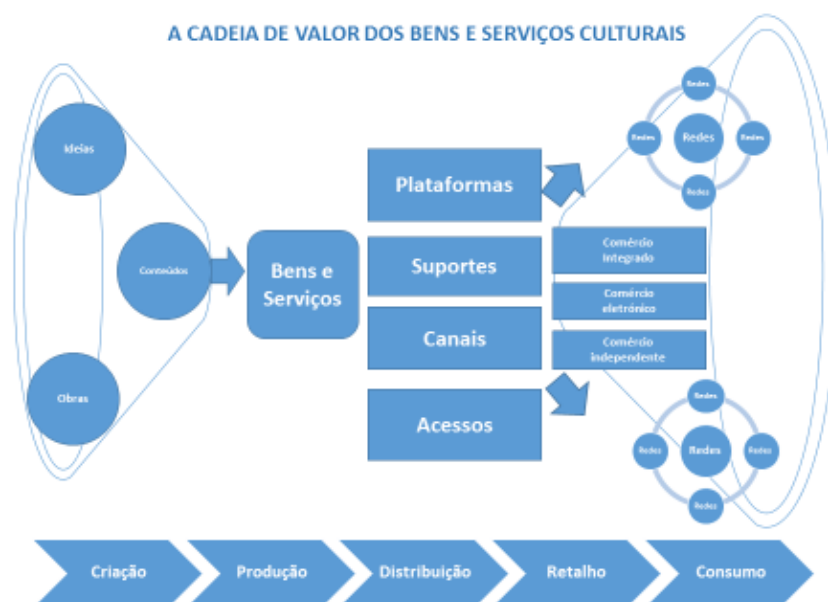 A CADEIA DE VALOR DOS BENS E SERVIÇOS CULTURAIS
Ideias
Conteúdos
Obras
Bens e
Serviços
Plataformas
Suportes
Canais
Acessos
Comércio
Integrado
Comércio
eletrónico
Comércio
independente
Redes
Redes
Redes
Redes
Redes
Redes
Redes
Redes
Redes
Redes
Criação
Produção
Distribuição
Retalho
Consumo